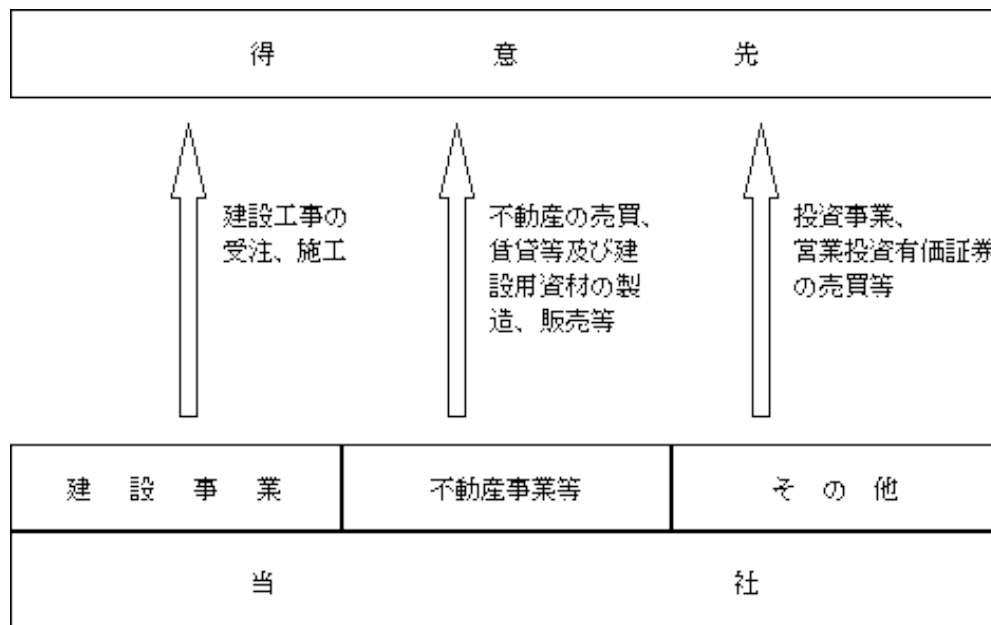 得意先
建設工事の
受注、施工
不動産の売買、
賃貸等及び建
設用資材の製
造、販売等
投資事業、
営業投資有価証券
の売買等
建設事業
不動産事業等
その他
当社